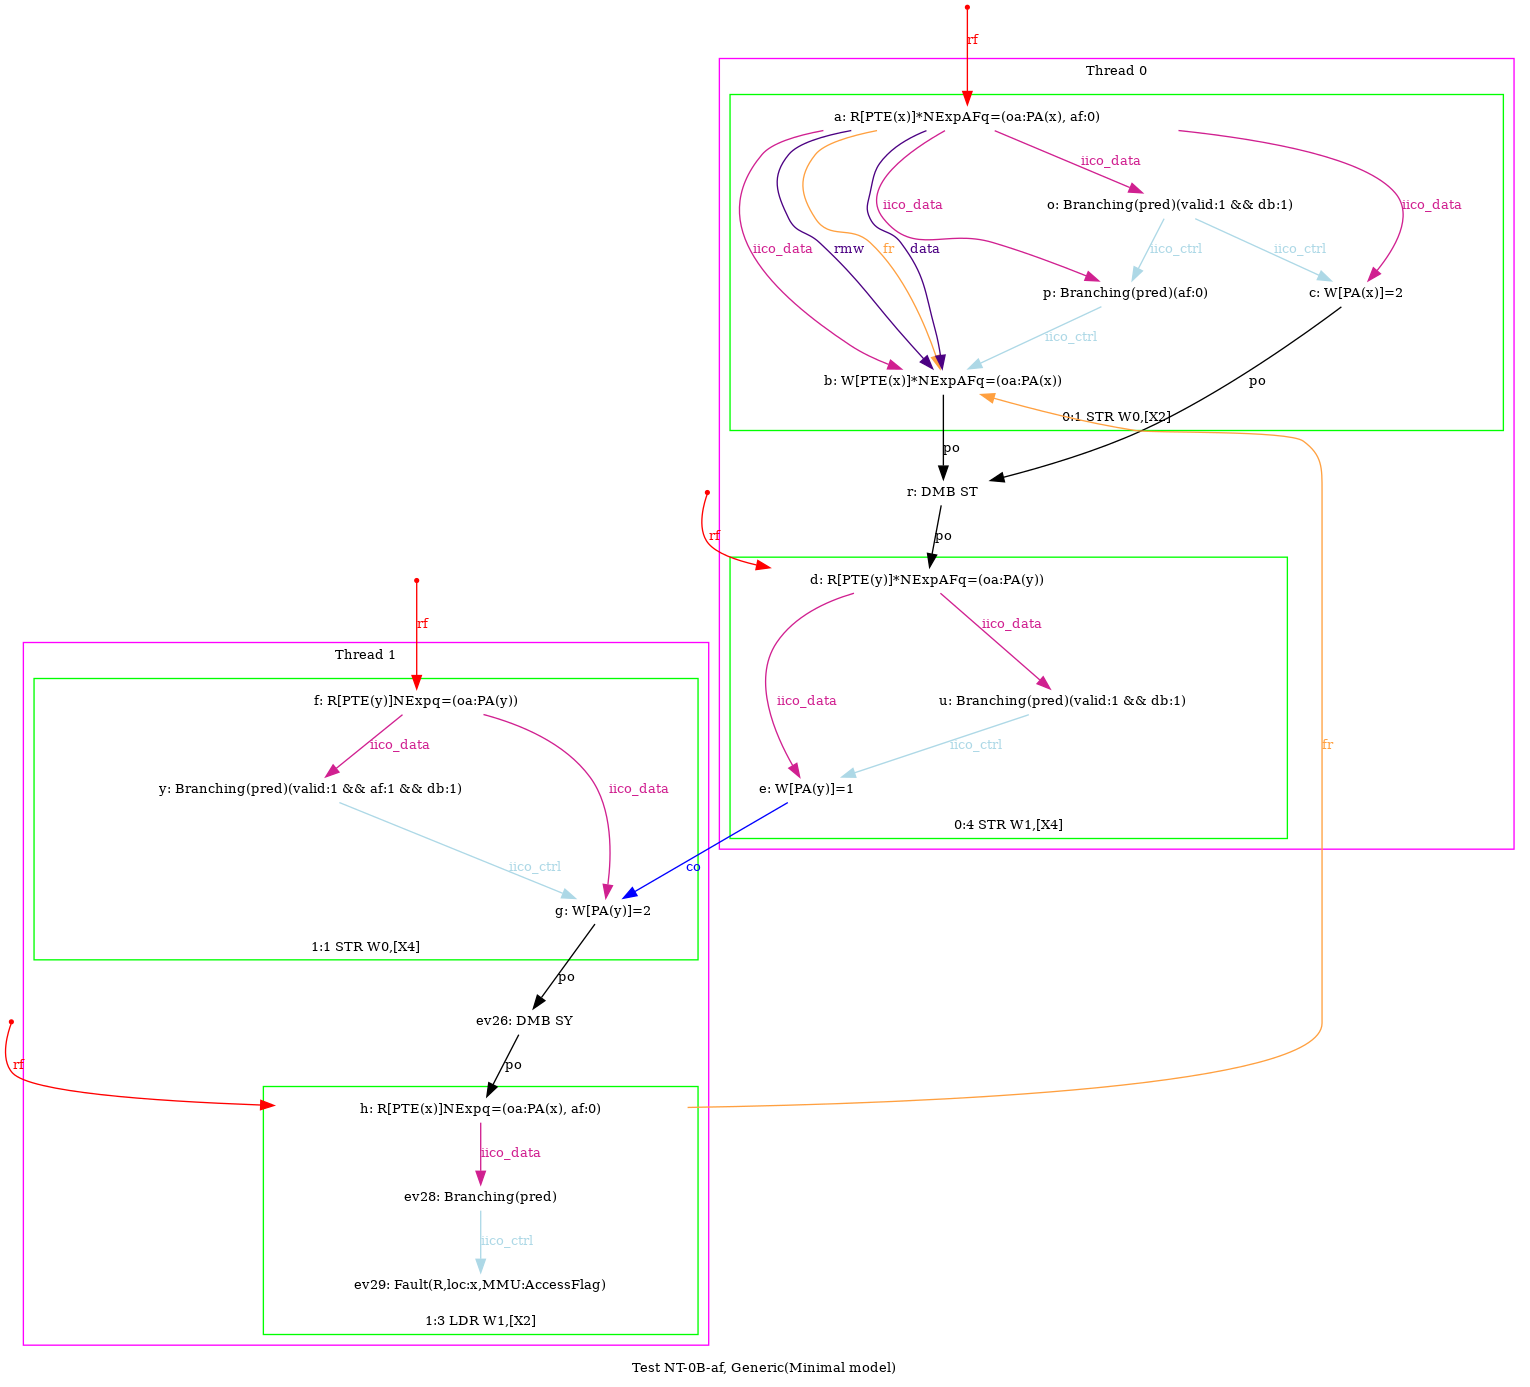 rf
Thread 0
a: R[PTE(x)]*NExpAFq=(oa:PA(x), af:0)
iico_data
o: Branching(pred)(valid:1 && db:1)
iico_data
iico_data
iico_data
rmw
fr
data
iico_ctrl
iico_ctrl
p: Branching(pred)(af:0)
c: W[PA(x)]=2
iico_ctrl
b: W[PTE(x)]*NExpAFq=(oa:PA(x))
po
0:1 STR W0,[X2]
po
r: DMB ST
rf
po
d: R[PTE(y)]*NExpAFq=(oa:PA(y))
rf
iico_data
Thread 1
f: R[PTE(y)]NExpq=(oa:PA(y))
iico_data
u: Branching(pred)(valid:1 && db:1)
iico_data
iico_ctrl
fr
y: Branching(pred)(valid:1 && af:1 && db:1)
iico_data
e: W[PA(y)]=1
0:4 STR W1,[X4]
iico_ctrl
co
g: W[PA(y)]=2
1:1 STR W0,[X4]
po
ev26: DMB SY
rf
po
h: R[PTE(x)]NExpq=(oa:PA(x), af:0)
iico_data
ev28: Branching(pred)
iico_ctrl
ev29: Fault(R,loc:x,MMU:AccessFlag)
1:3 LDR W1,[X2]
Test NT-0B-af, Generic(Minimal model)